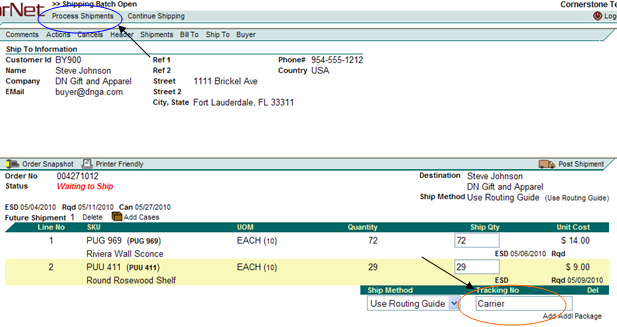 >> Shipping Batch Open
Cornerstone Te
orNet
Process Shipments Continue Shipping
Log
Comments Actions Cancels Header Shipments Bill To Ship To Buyer
Ship To Information
Customer Id BY900 Ref 1 Phone# 954-555-1212
Name Steve Johnson Ref 2 Country USA
Company DN Gift and Apparel Street 1111 Brickel Ave
EMail buyer@dnga.com Street 2
City, State Fort Lauderdale, FL 33311
Order Snapshot Printer Friendly Post Shipment
Order No 004271012 Destination Steve Johnson
Status Waiting to Ship DN Gift and Apparel
Ship Method Use Routing Guide (Use Routing Guide)
ESD 05/04/2010 Rqd 05/11/2010 Can 05/27/2010
Future Shipment 1 Delete Add Cases
Line No SKU UOM Quantity Ship Qty Unit Cost
1 PUG 969 (PUG 969) EACH (10) 72 72 $ 14.00
Riviera Wall Sconce ESD 05/06/2010 Rqd
2 PUU 411 (PUU 411) EACH (10) 29 29 $ 9.00
Round Rosewood Shelf ESD Rqd 05/09/2010
Ship Method Tracking No Del
Use Routing Guide Carrier
Add Addl Package